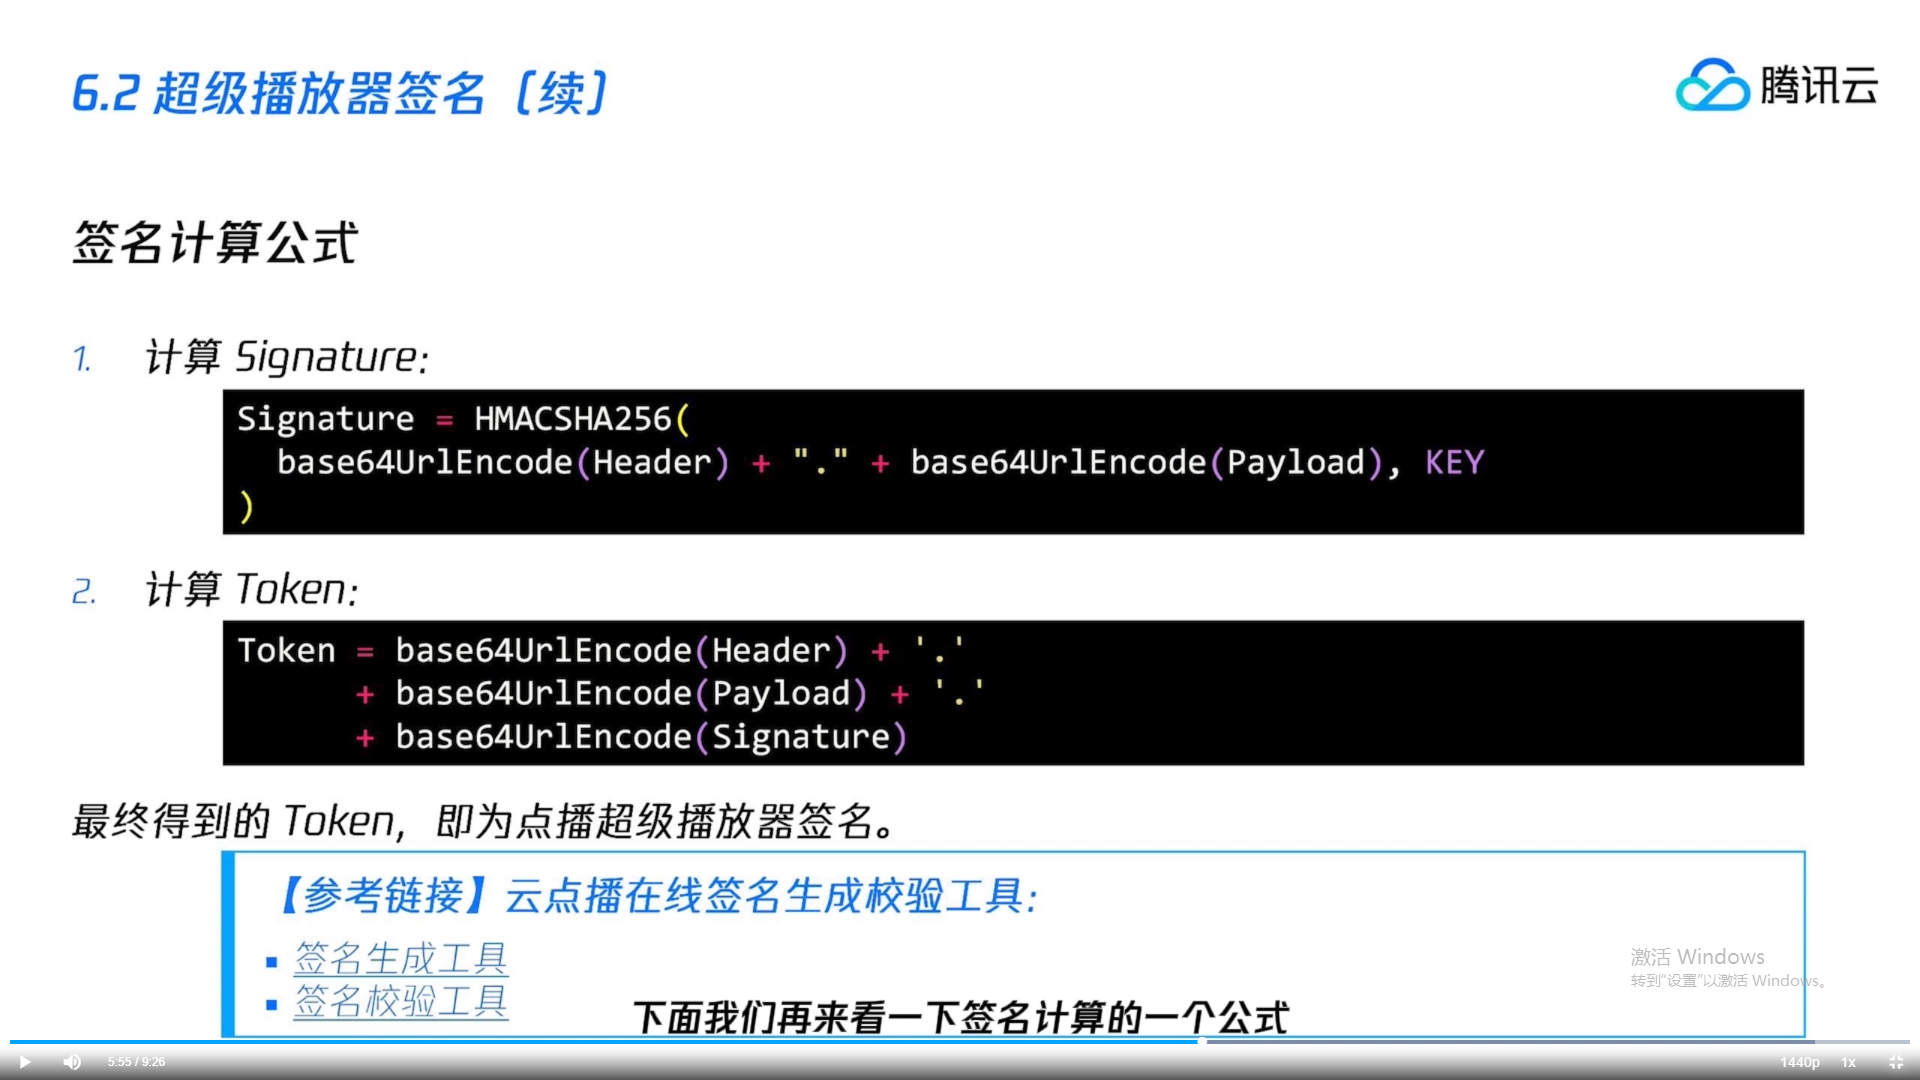 6.2 超级播放器签名（续）
腾讯云
签名计算公式
1. 计算 Signature:
Signature = HMACSHA256(
base64UrlEncode(Header) + "." + base64UrlEncode(Payload), KEY
)
2. 计算 Token:
Token = base64UrlEncode(Header) + '.'
+ base64UrlEncode(Payload) + '.'
+ base64UrlEncode(Signature)
最终得到的 Token，即为点播超级播放器签名。
【参考链接】云点播在线签名生成校验工具:
▪ 签名生成工具
▪ 签名校验工具
激活 Windows
转到"设置"以激活 Windows。
下面我们再来看一下签名计算的一个公式
5:55 / 9:26
1440p 1x